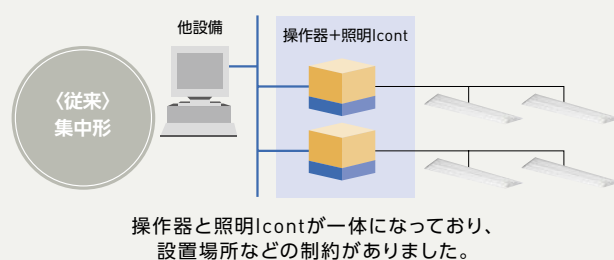 他設備
操作器+照明Icont
〈従来〉
集中形
操作器と照明Icontが一体になっており、
設置場所などの制約がありました。